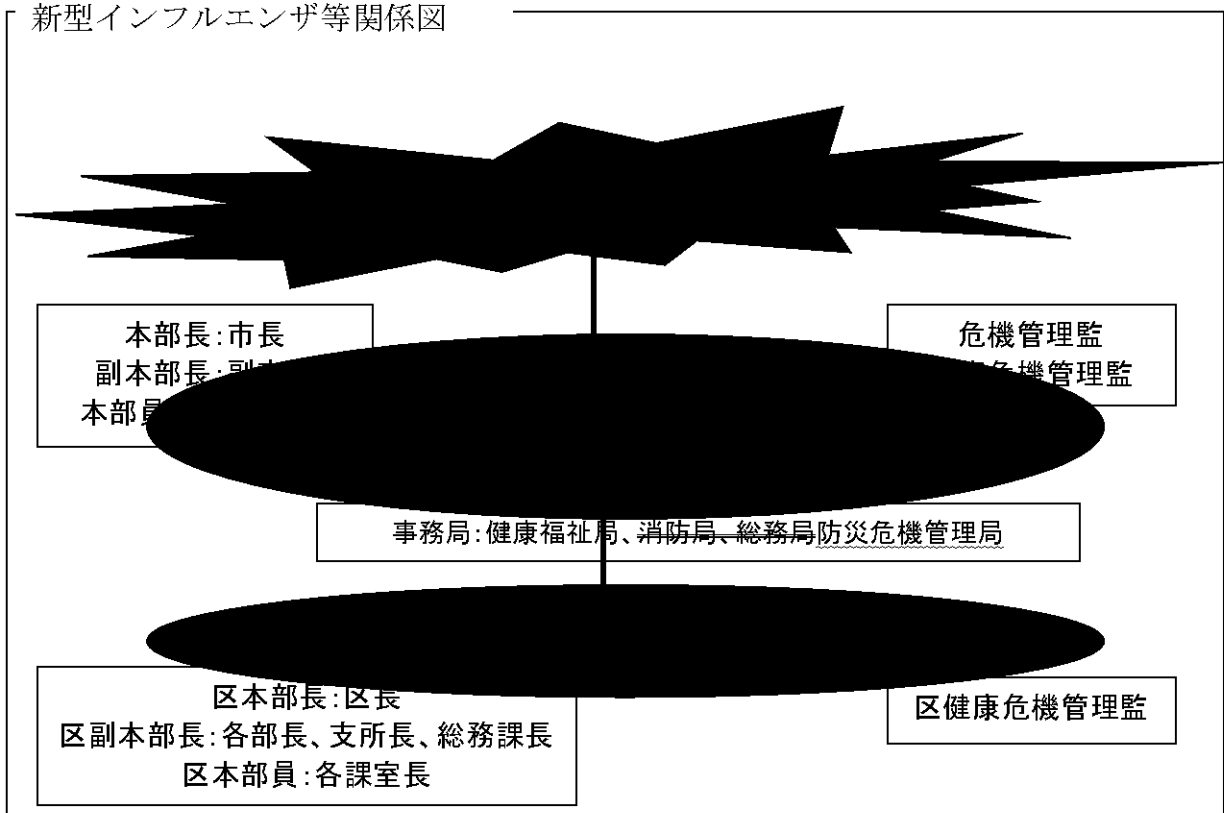 新型インフルエンザ等関係図
本部長：市長
副本部長：副
本部員
危機管理監
危機管理監
事務局：健康福祉局、消防局、総務局防災危機管理局
区本部長：区長
区副本部長：各部長、支所長、総務課長
区本部員：各課室長
区健康危機管理監